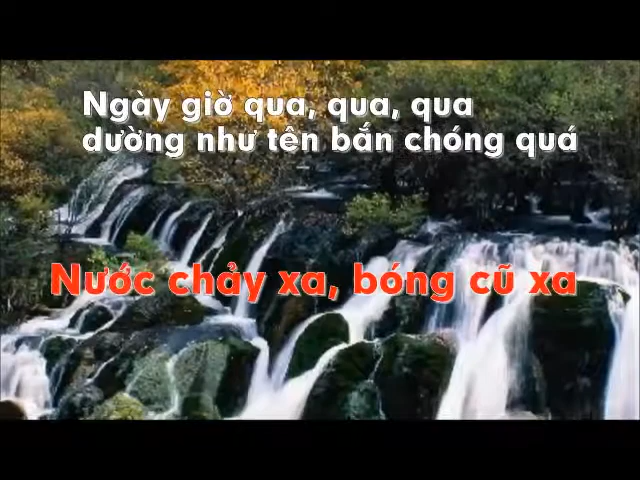 Ngày giờ qua, qua, qua
dường như tên bắn chóng quá
Nước chảy xa, bóng cũ xa